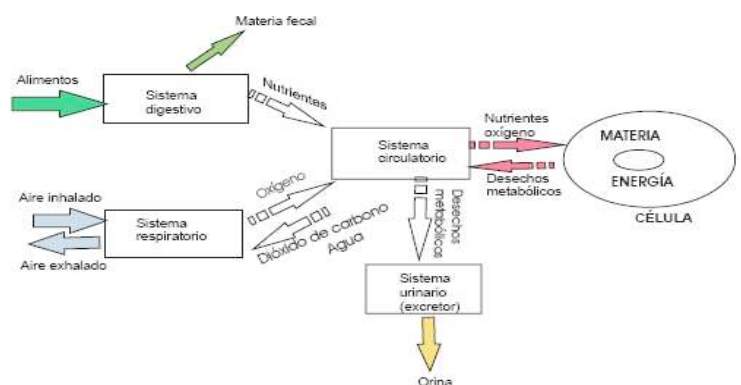 Materia fecal
Alimentos
Sistema
digestivo
Nutrientes
Sistema
circulatorio
Nutrientes
oxígeno
Desechos
metabólicos
MATERIA
ENERGÍA
CÉLULA
Aire inhalado
Aire exhalado
Sistema
respiratorio
Oxígeno
Dióxido de carbono
Agua
Desechos
metabólicos
Sistema
urinario
(excretor)
Orina